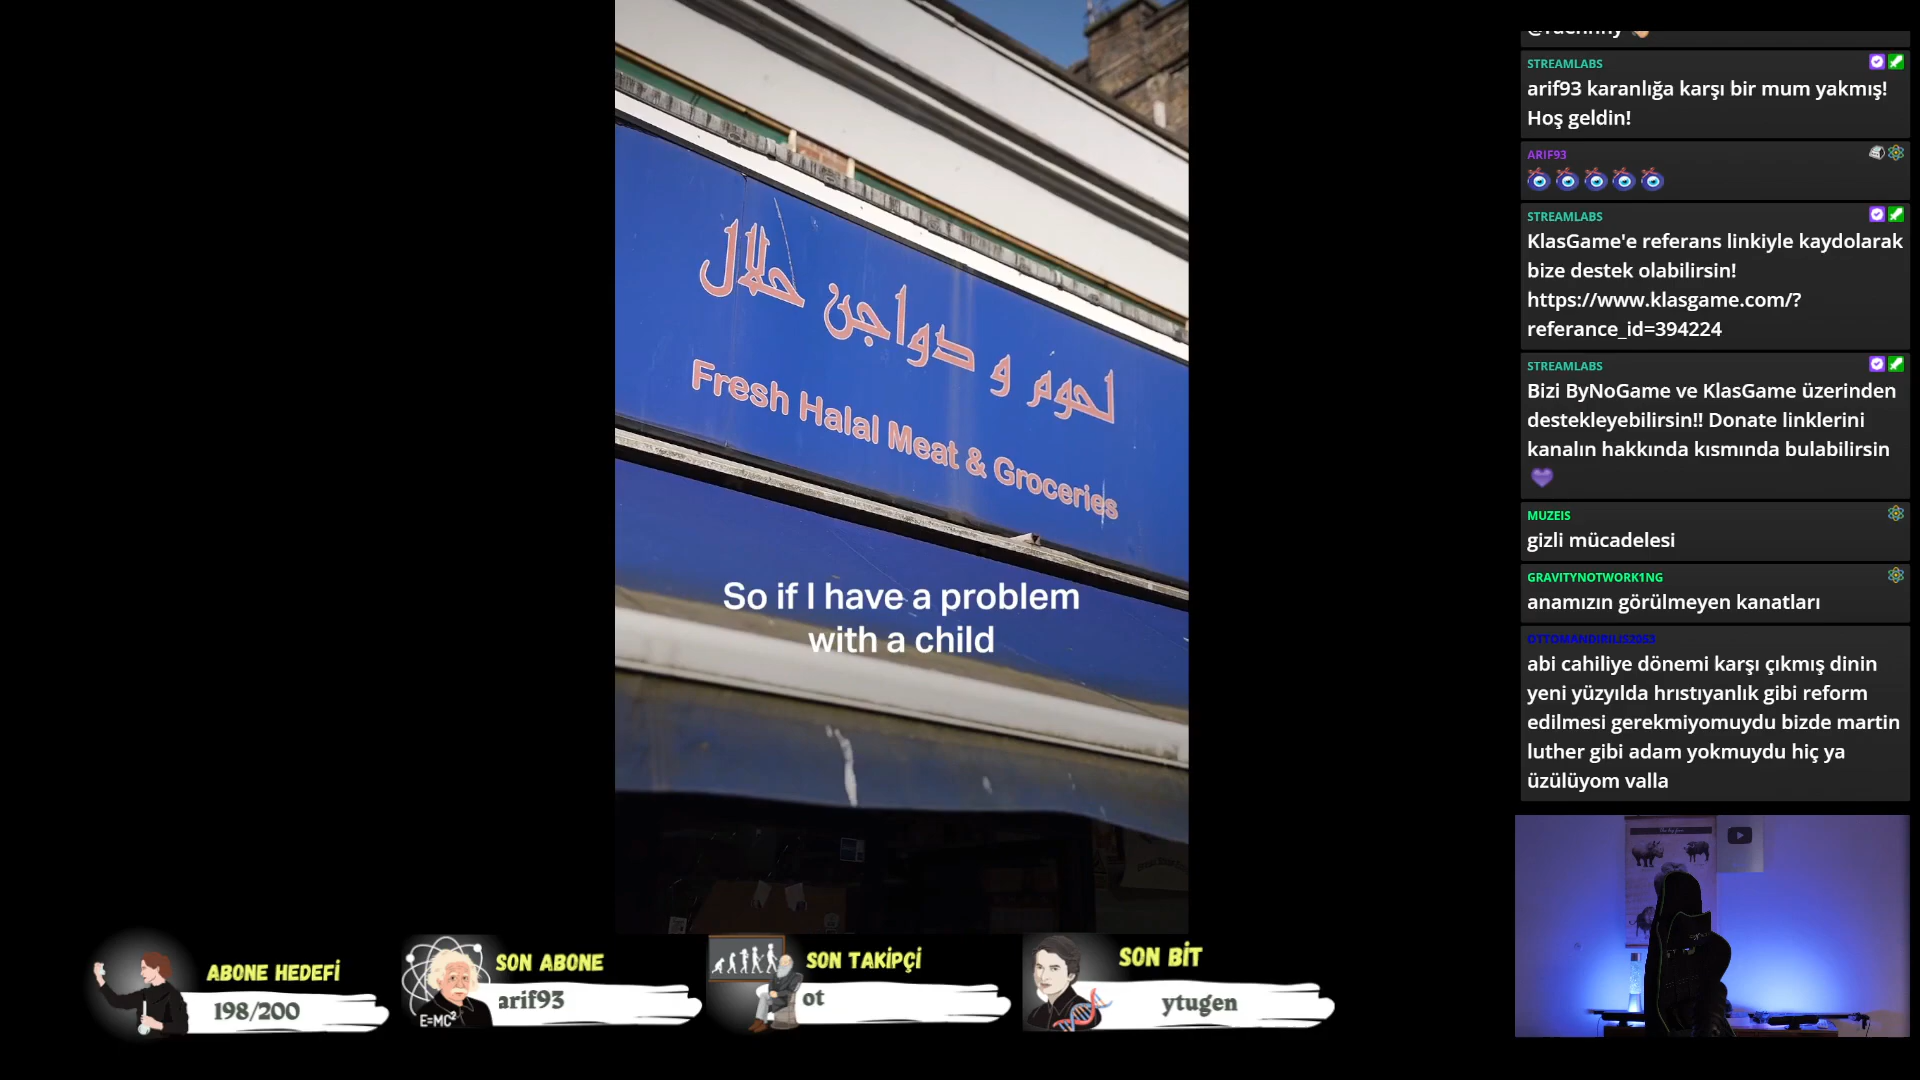 لحوم و دواجن حلال
Fresh Halal Meat & Groceries
So if I have a problem
with a child
STREAMLABS
arif93 karanlığa karşı bir mum yakmış!
Hoş geldin!
ARIF93
STREAMLABS
KlasGame'e referans linkiyle kaydolarak
bize destek olabilirsin!
https://www.klasgame.com/?
referance_id=394224
STREAMLABS
Bizi ByNoGame ve KlasGame üzerinden
destekleyebilirsin!! Donate linklerini
kanalın hakkında kısmında bulabilirsin
MUZEIS
gizli mücadelesi
GRAVITYNOTWORK1NG
anamızın görülmeyen kanatları
OTTOMANDIRILIS2053
abi cahiliye dönemi karşı çıkmış dinin
yeni yüzyılda hrıstıyanlık gibi reform
edilmesi gerekmiyomuydu bizde martin
luther gibi adam yokmuydu hiç ya
üzülüyom valla
ABONE HEDEFİ
198/200
SON ABONE
arif93
E=MC²
SON TAKİPÇİ
ot
SON BİT
ytugen